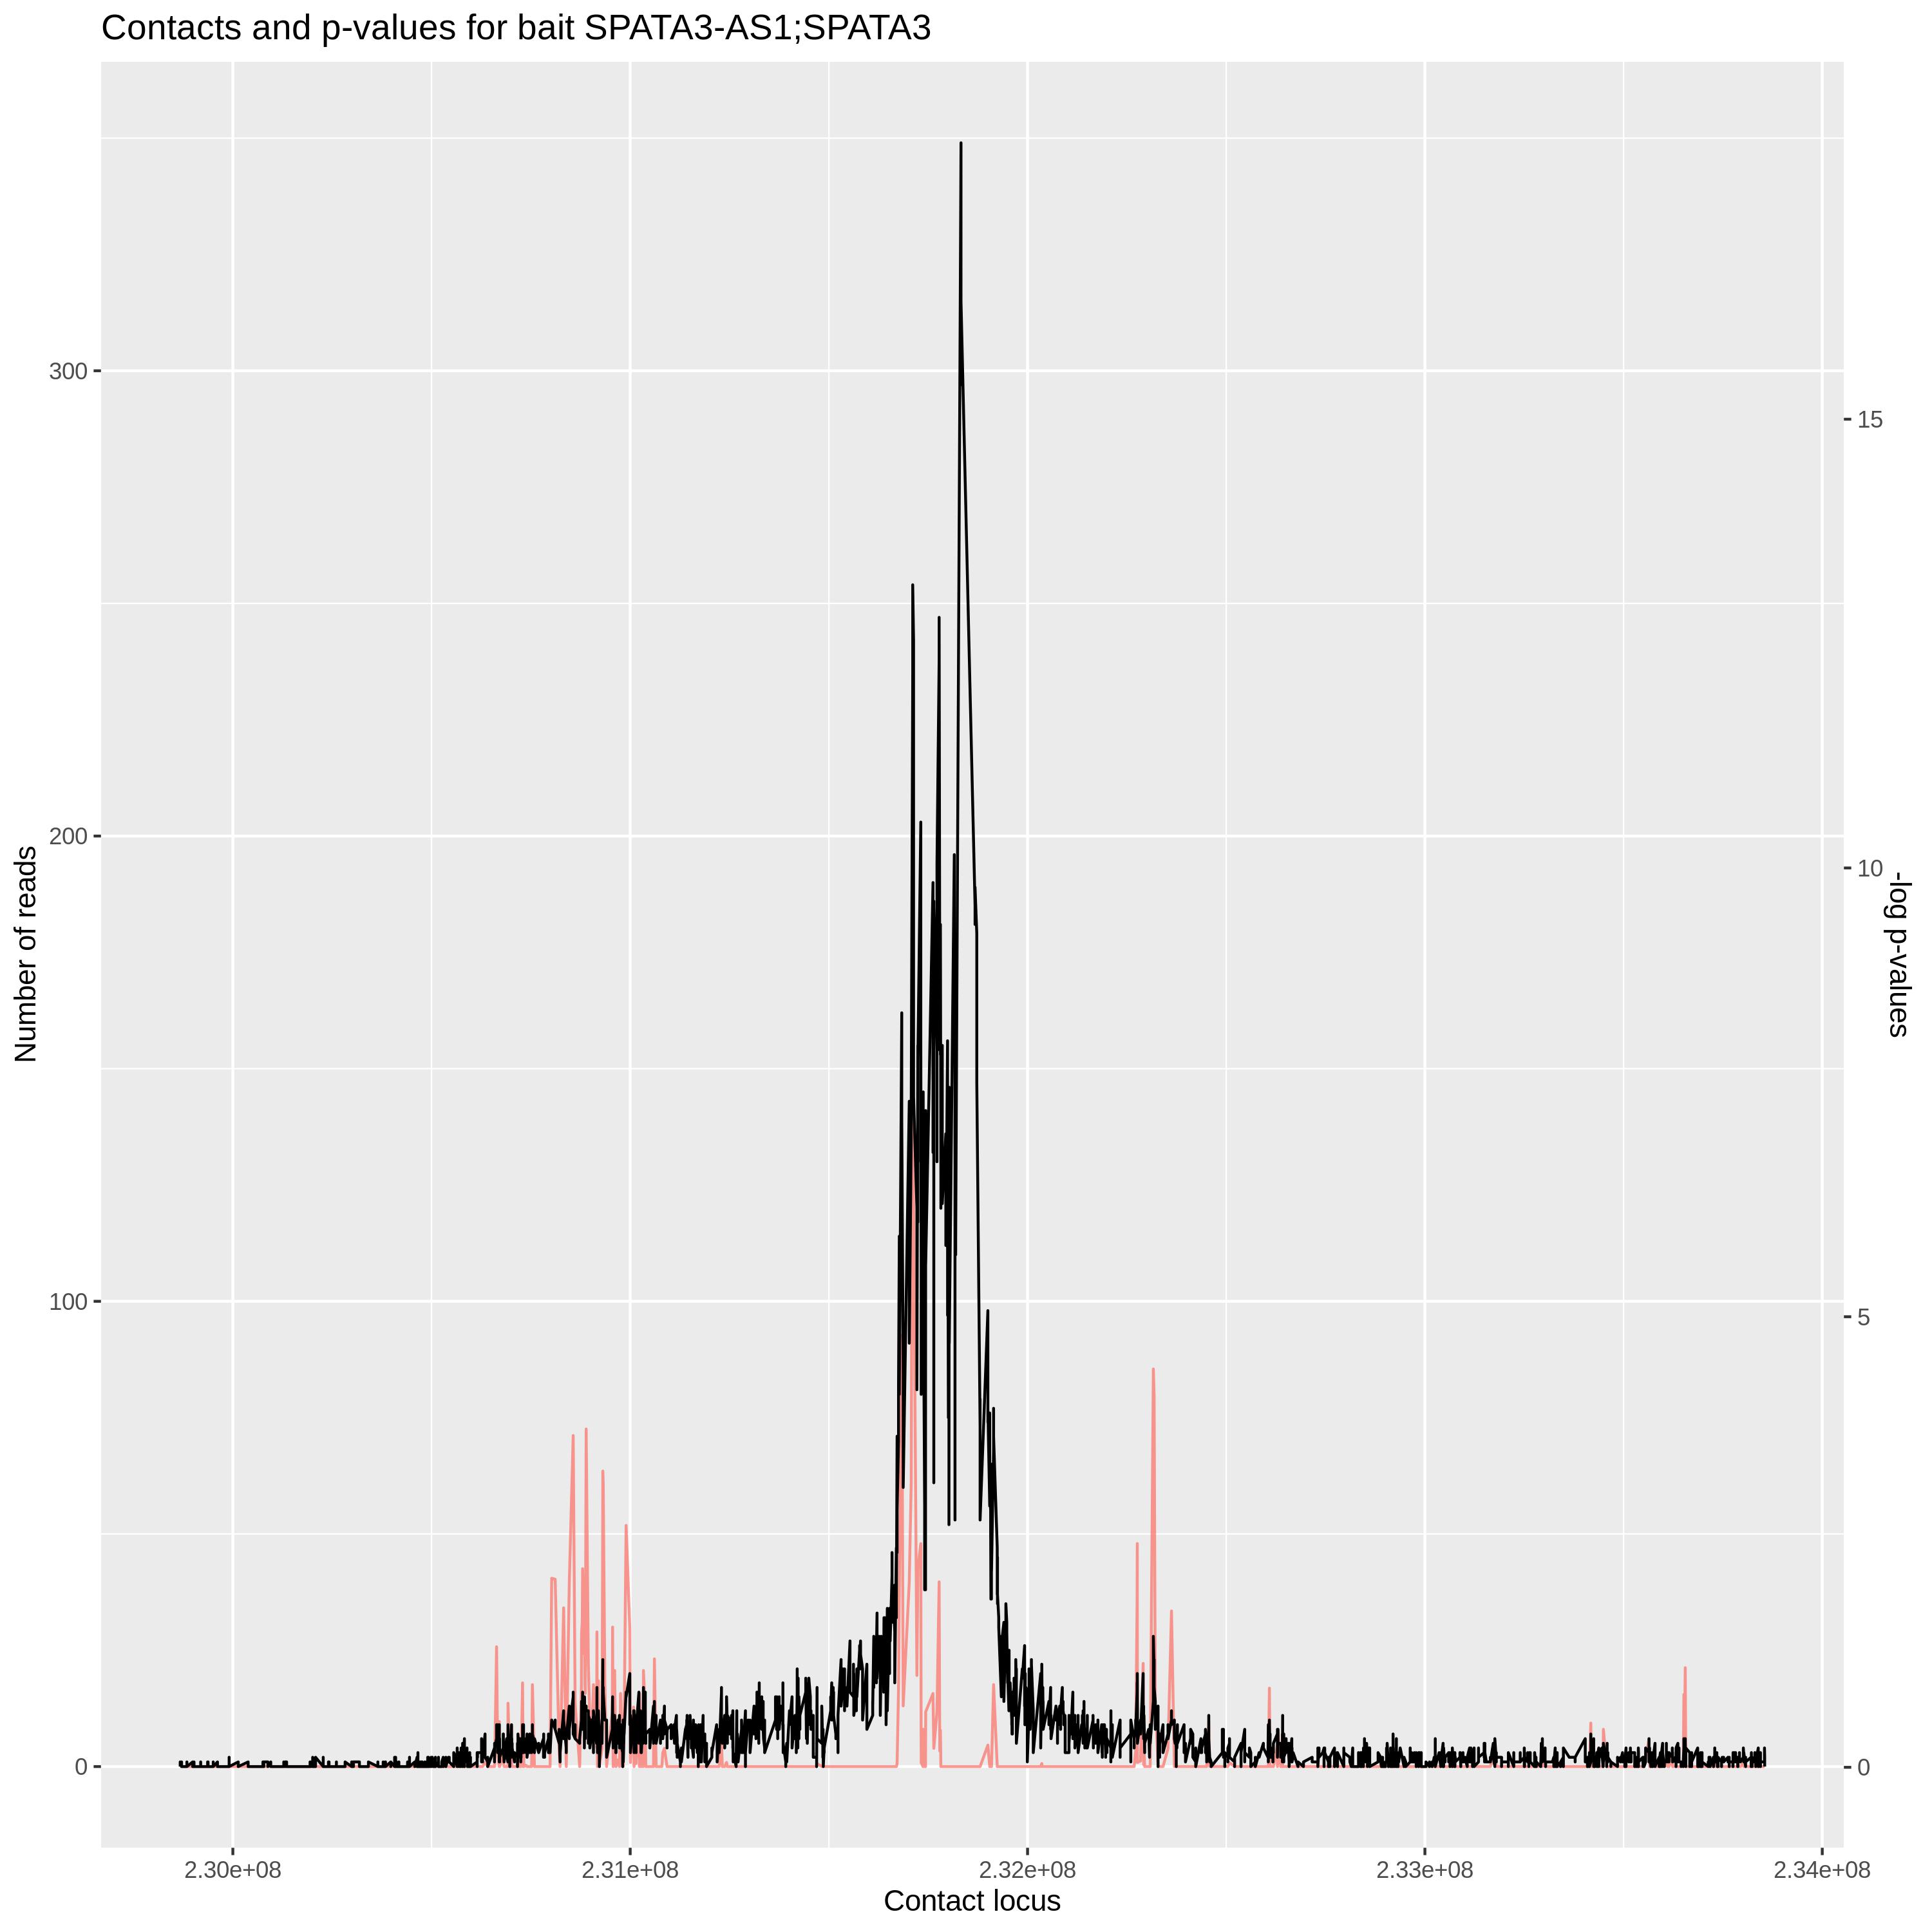 Contacts and p-values for bait SPATA3-AS1;SPATA3
300
200
100
0
Number of reads
15
10
5
0
-log p-values
2.30e+08
2.31e+08
2.32e+08
2.33e+08
2.34e+08
Contact locus